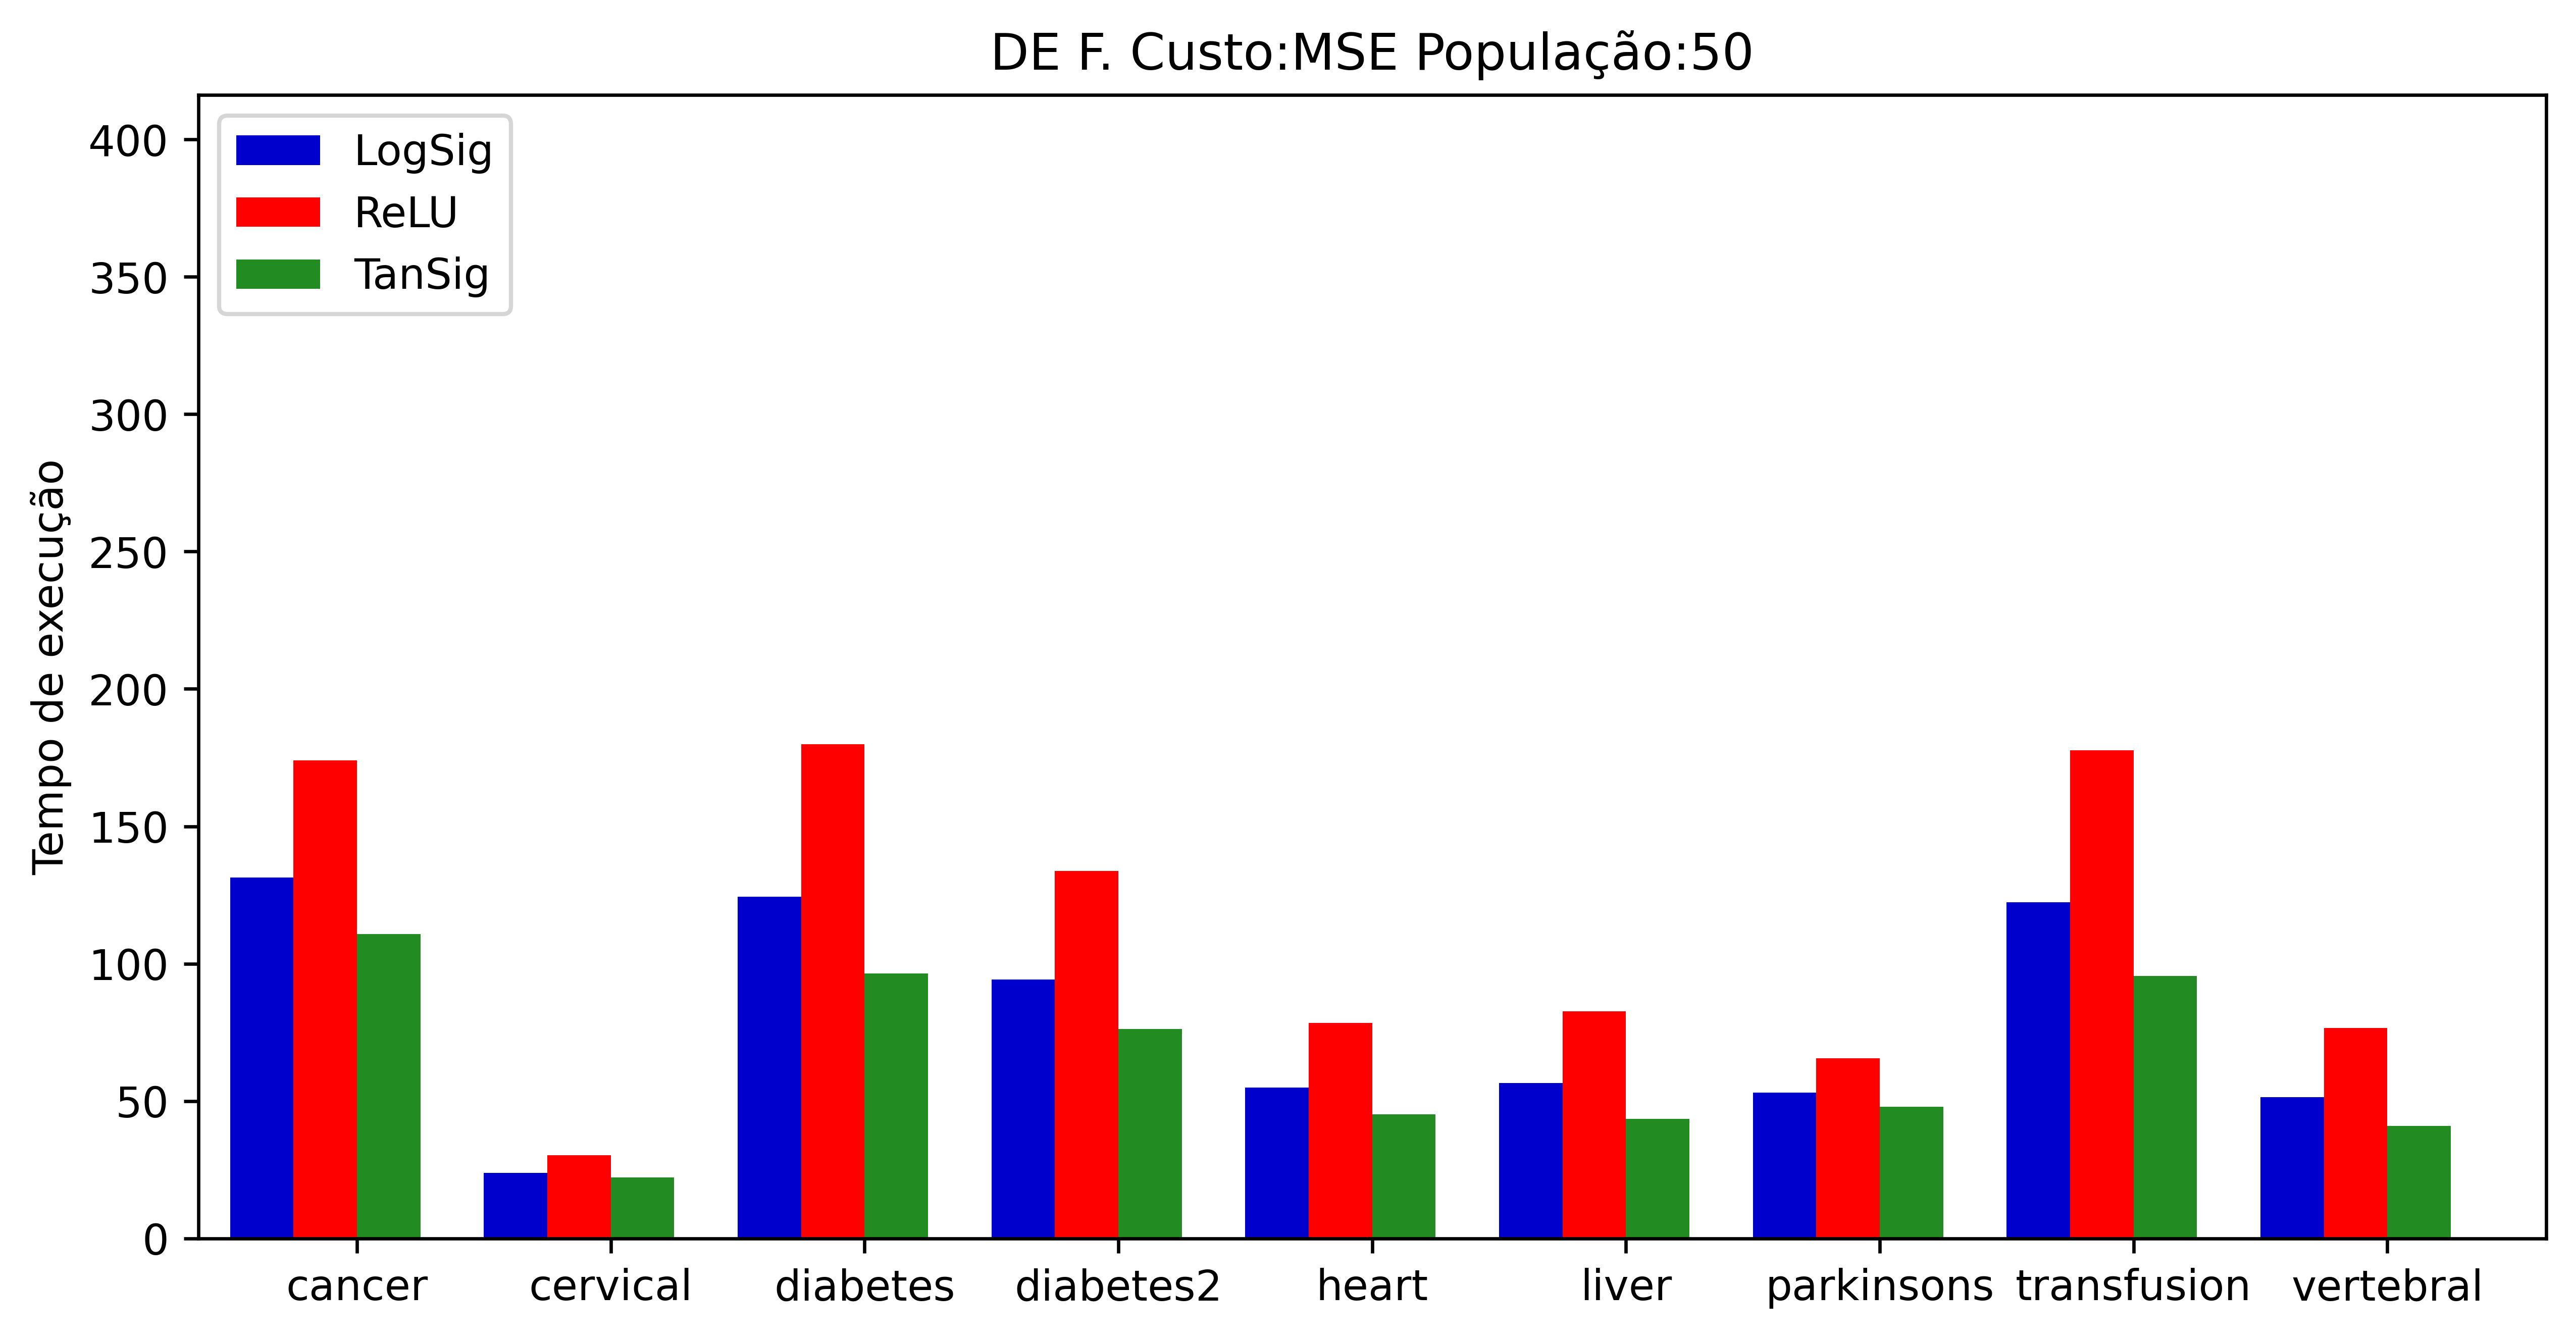 DE F. Custo:MSE População:50
LogSig
ReLU
TanSig
Tempo de execução
400
350
300
250
200
150
100
50
0
cancer cervical diabetes diabetes2 heart liver parkinsons transfusion vertebral